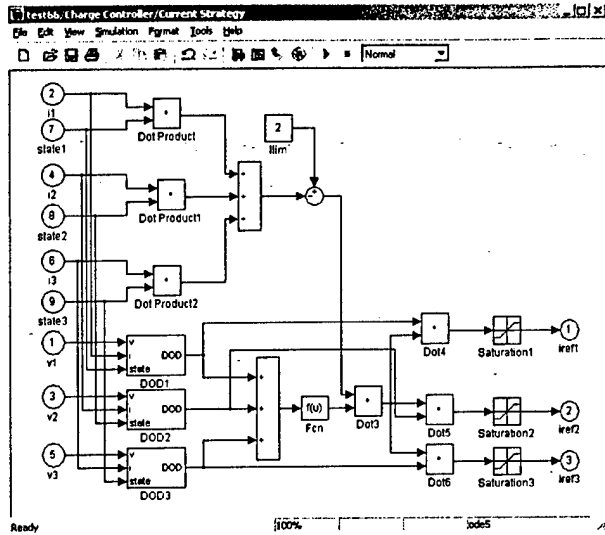 test66/Charge Controller/Current Strategy
File Edit View Simulation Format Tools Help
Normal
2
i1
7
state1
Dot Product
2
Ilim
4
i2
8
state2
Dot Product1
6
i3
9
state3
Dot Product2
1
v1
v
i
state
DOD
DOD1
3
v2
v
i
state
DOD
DOD2
5
v3
v
i
state
DOD
DOD3
f(u)
Fcn
Dot3
Dot4
Saturation1
1
iref1
Dot5
Saturation2
2
iref2
Dot6
Saturation3
3
iref3
Ready
100%
ode5